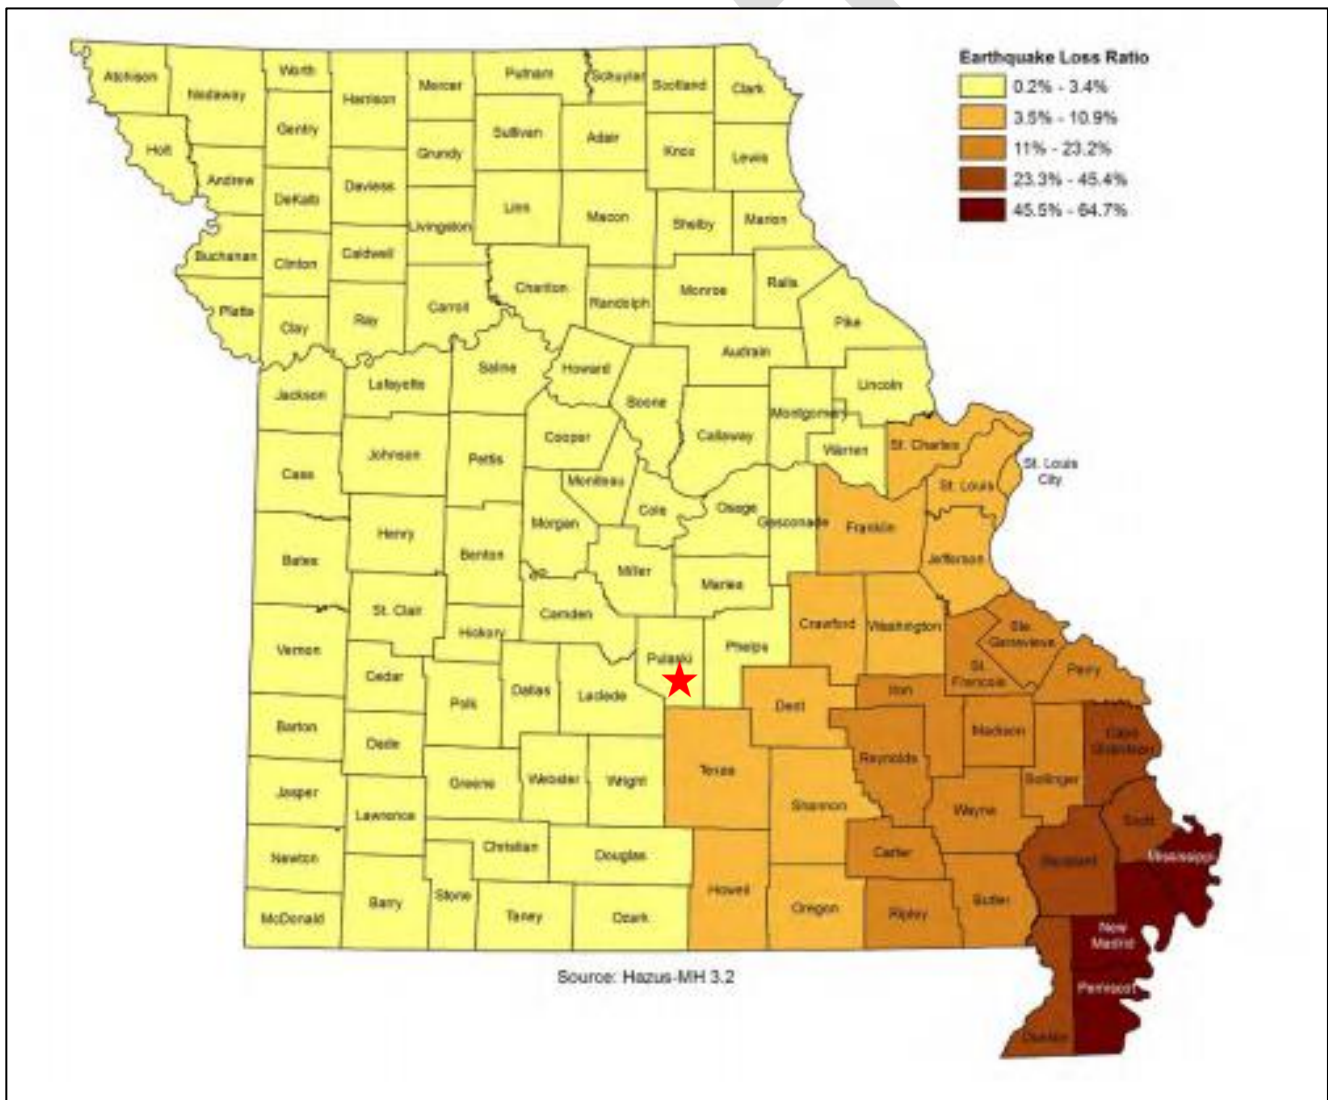 Earthquake Loss Ratio
0.2% - 3.4%
3.5% - 10.9%
11% - 23.2%
23.3% - 45.4%
45.5% - 64.7%
Atchison
Nodaway
Worth
Harrison
Mercer
Putnam
Schuyler
Scotland
Clark
Holt
Gentry
Sullivan
Adair
Knox
Lewis
Andrew
DeKalb
Daviess
Grundy
Linn
Macon
Shelby
Marion
Buchanan
Clinton
Caldwell
Livingston
Chariton
Randolph
Monroe
Ralls
Platte
Clay
Ray
Carroll
Pike
Audrain
Jackson
Lafayette
Saline
Howard
Boone
Callaway
Montgomery
Lincoln
Warren
St. Charles
St. Louis
St. Louis
City
Cass
Johnson
Pettis
Cooper
Moniteau
Cole
Osage
Gasconade
Franklin
Jefferson
Bates
Henry
Benton
Morgan
Miller
Maries
Vernon
St. Clair
Hickory
Camden
Pulaski
Phelps
Crawford
Washington
Ste.
Genevieve
St.
Francois
Perry
Barton
Cedar
Polk
Dallas
Laclede
Dent
Iron
Madison
Cape
Girardeau
Jasper
Dade
Greene
Webster
Wright
Texas
Shannon
Reynolds
Wayne
Bollinger
Scott
Newton
Lawrence
Christian
Douglas
Howell
Carter
Stoddard
Mississippi
McDonald
Barry
Stone
Taney
Ozark
Oregon
Ripley
Butler
New
Madrid
Pemiscot
Dunklin
Source: Hazus-MH 3.2